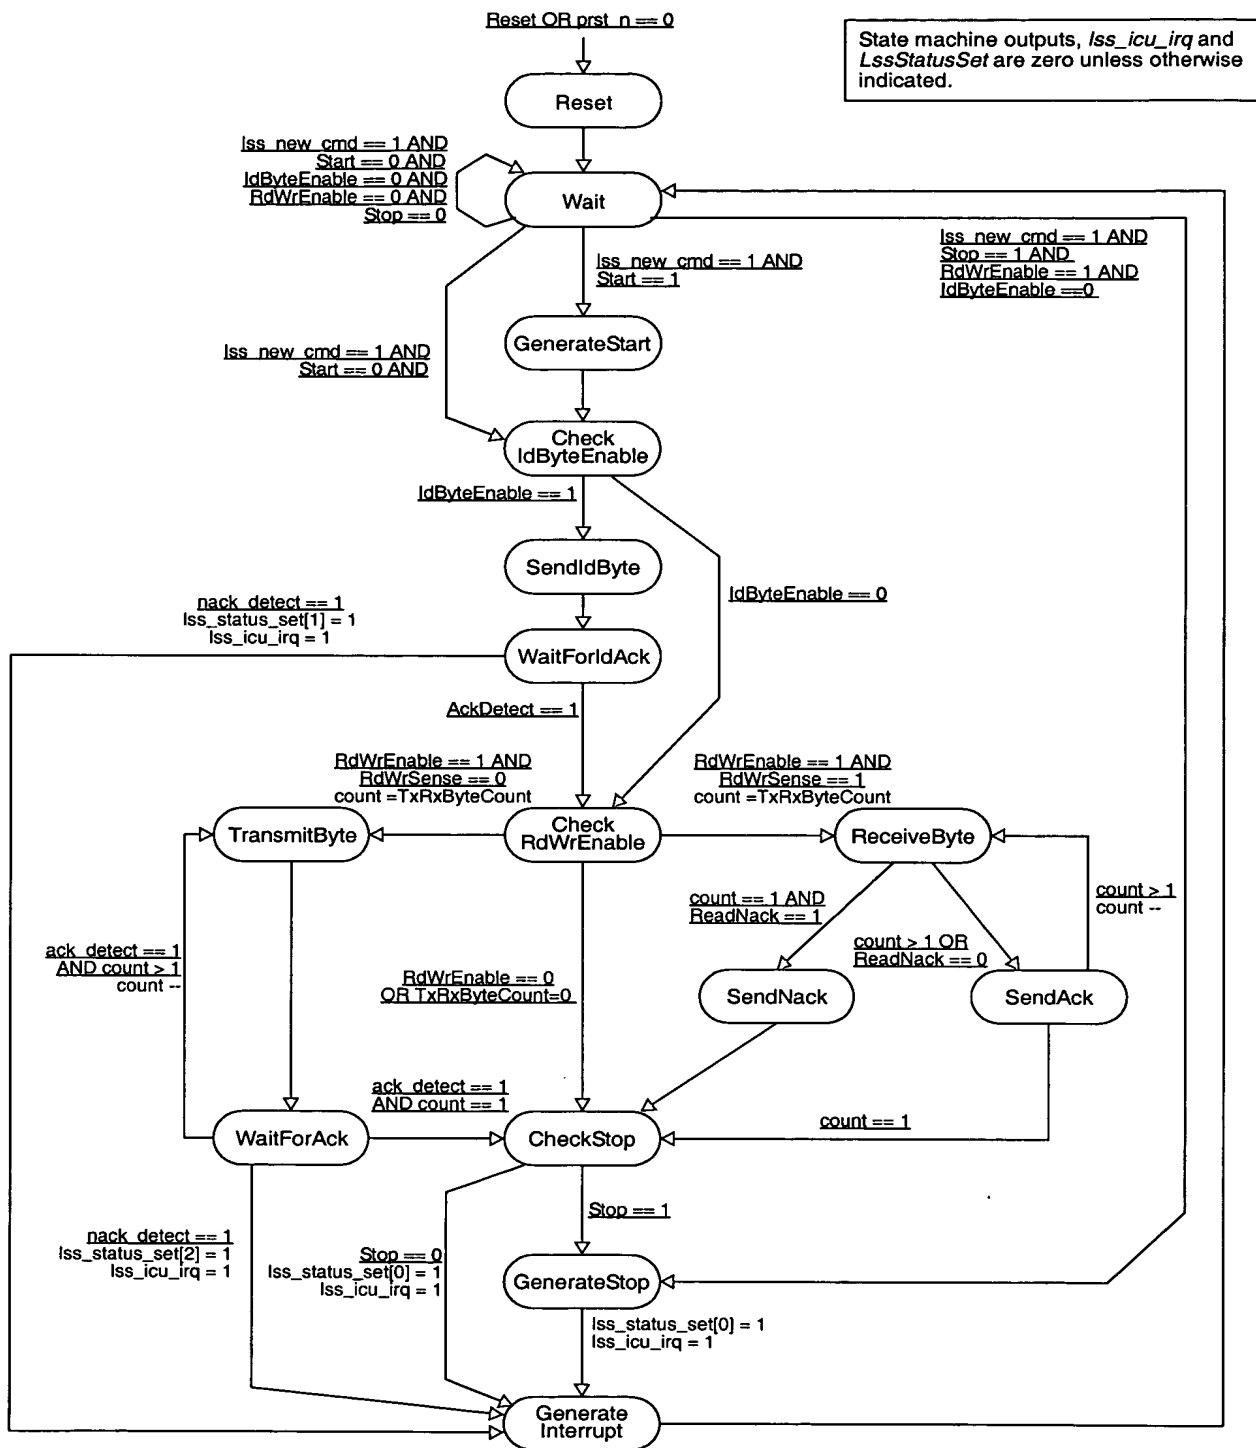 Reset OR prst_n == 0
State machine outputs, lss_icu_irq and
LssStatusSet are zero unless otherwise
indicated.
Reset
lss_new_cmd == 1 AND
Start == 0 AND
IdByteEnable == 0 AND
RdWrEnable == 0 AND
Stop == 0
Wait
lss_new_cmd == 1 AND
Start == 1
lss_new_cmd == 1 AND
Stop == 1 AND
RdWrEnable == 1 AND
IdByteEnable ==0
GenerateStart
lss_new_cmd == 1 AND
Start == 0 AND
Check
IdByteEnable
IdByteEnable == 1
SendIdByte
IdByteEnable == 0
nack_detect == 1
lss_status_set[1] = 1
lss_icu_irq = 1
WaitForIdAck
AckDetect == 1
RdWrEnable == 1 AND
RdWrSense == 0
count =TxRxByteCount
RdWrEnable == 1 AND
RdWrSense == 1
count =TxRxByteCount
TransmitByte
Check
RdWrEnable
ReceiveByte
count == 1 AND
ReadNack == 1
count > 1
count --
ack_detect == 1
AND count > 1
count --
count > 1 OR
ReadNack == 0
RdWrEnable == 0
OR TxRxByteCount=0
SendNack
SendAck
ack_detect == 1
AND count == 1
WaitForAck
CheckStop
count == 1
Stop == 1
nack_detect == 1
lss_status_set[2] = 1
lss_icu_irq = 1
Stop == 0
lss_status_set[0] = 1
lss_icu_irq = 1
GenerateStop
lss_status_set[0] = 1
lss_icu_irq = 1
Generate
Interrupt